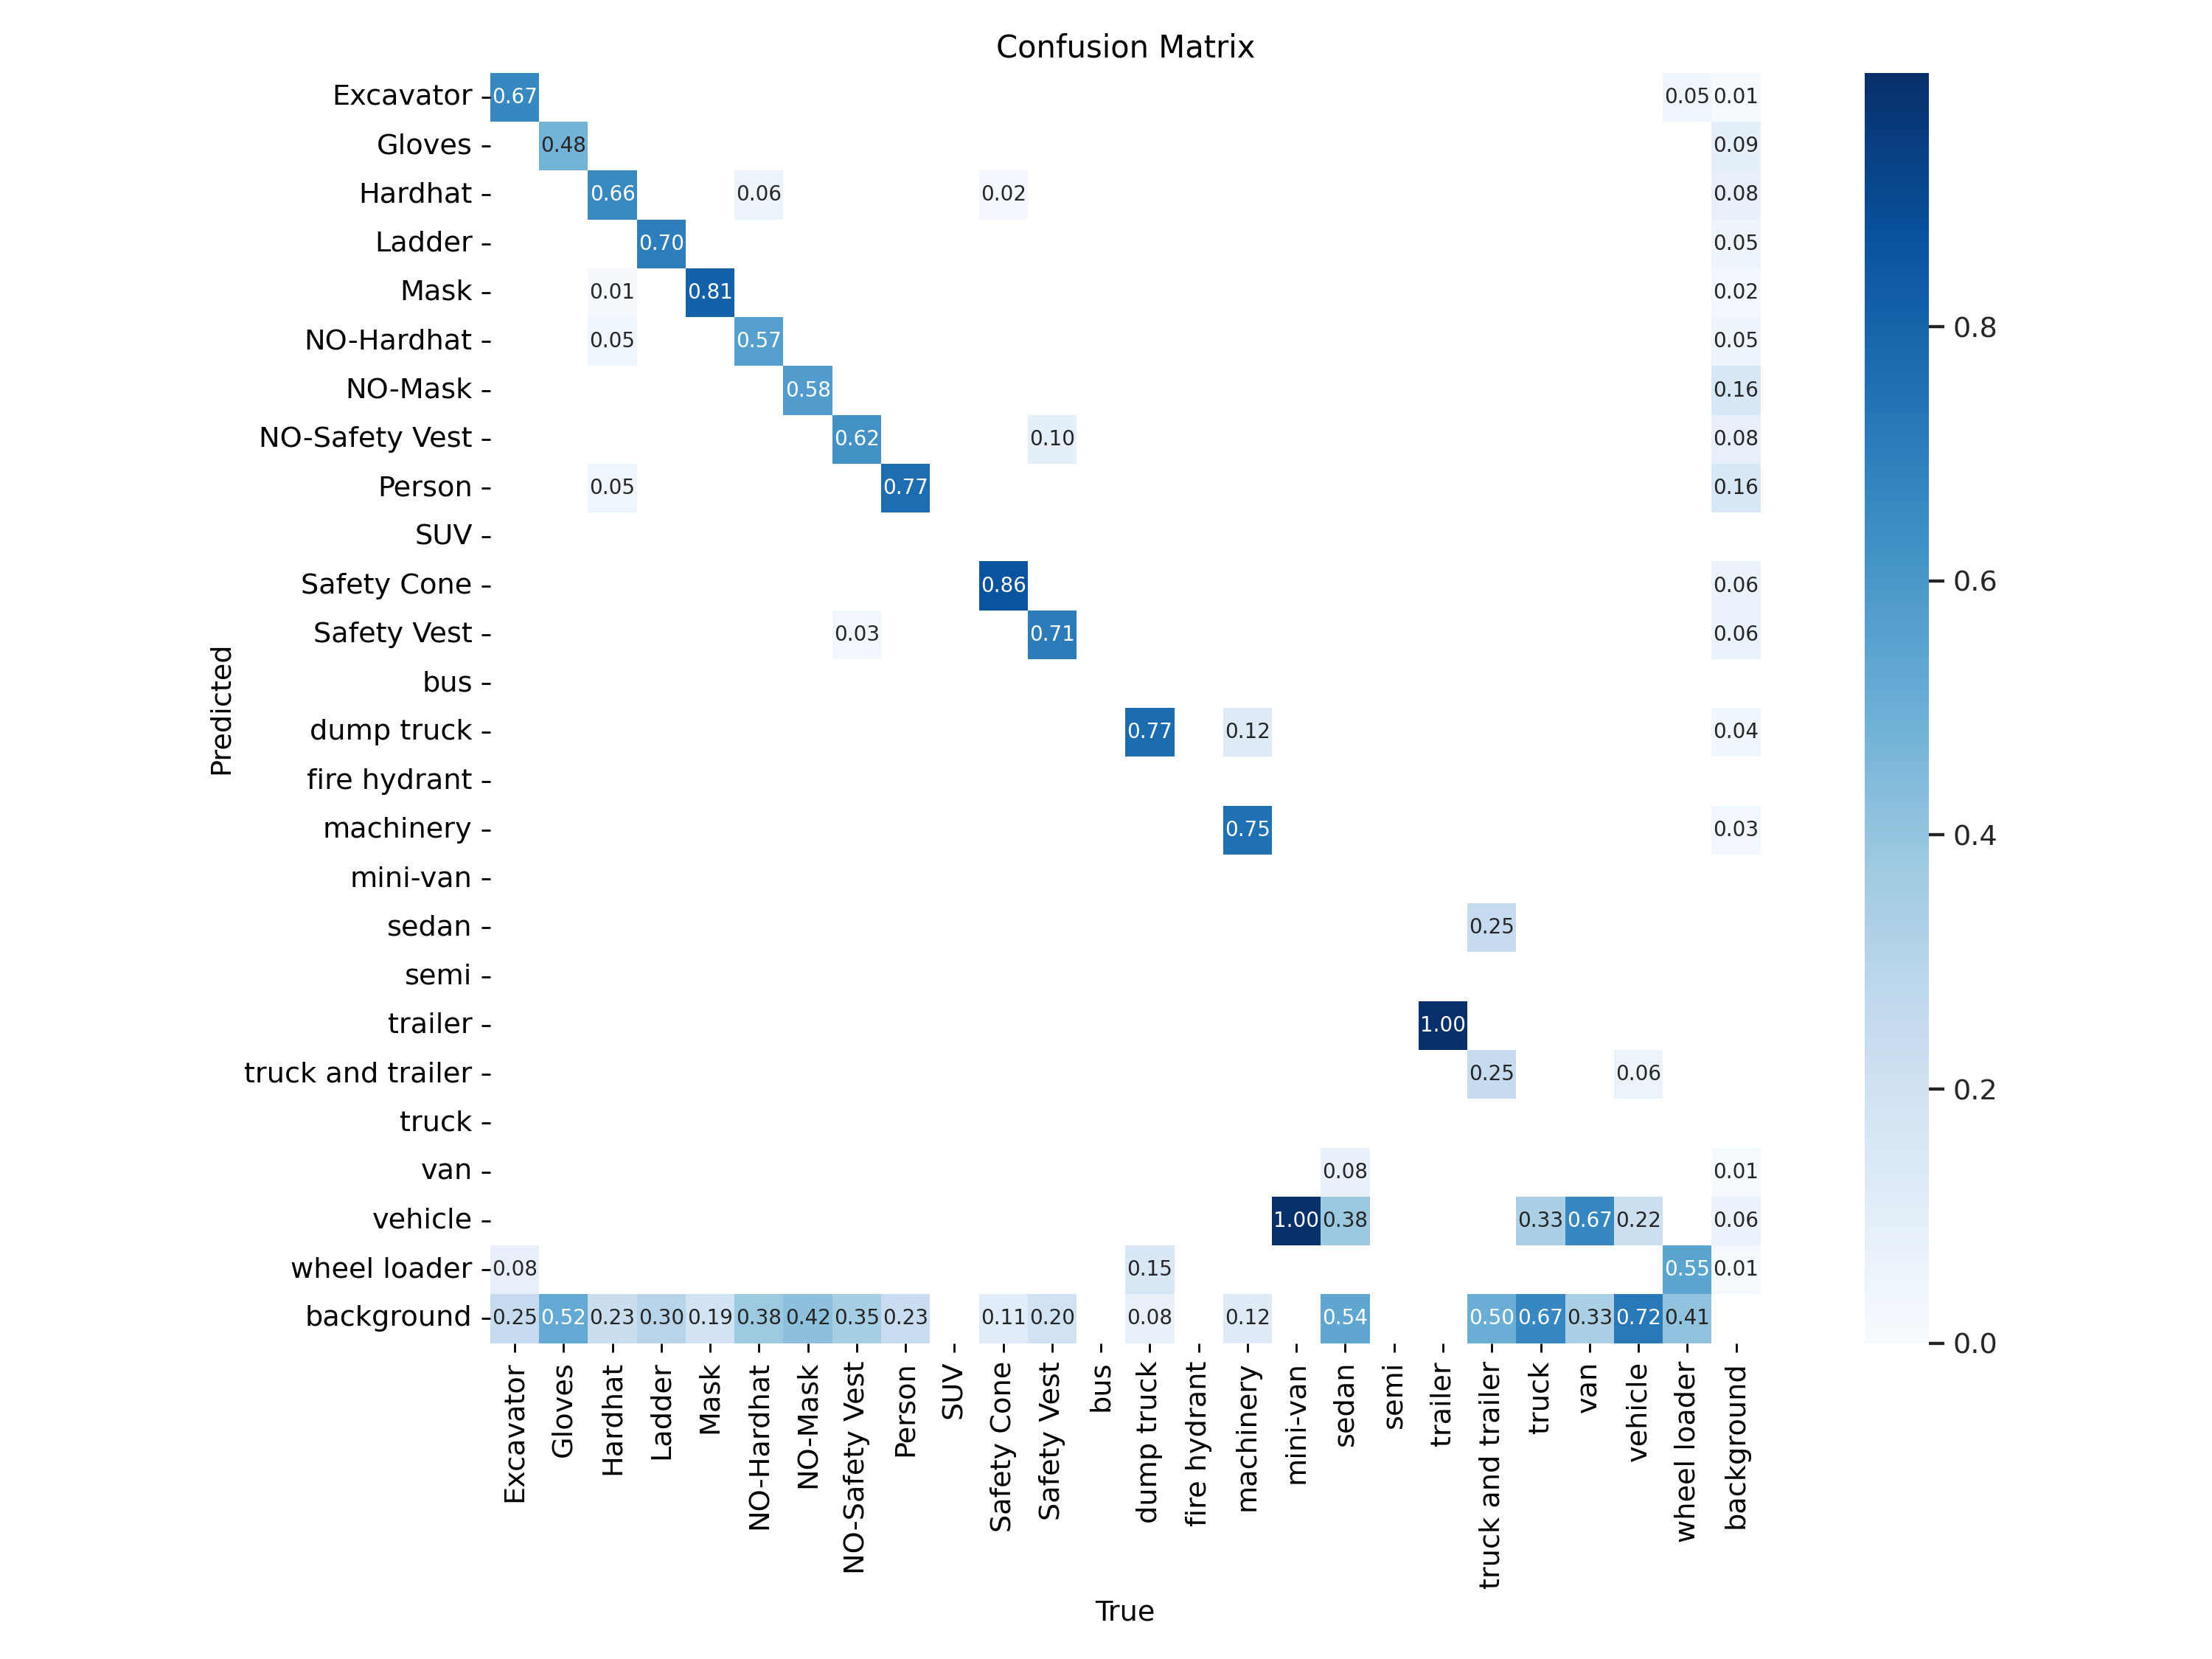 Confusion Matrix
Excavator 0.67 0.05 0.01
Gloves 0.48 0.09
Hardhat 0.66 0.06 0.02 0.08
Ladder 0.70 0.05
Mask 0.01 0.81 0.02
NO-Hardhat 0.05 0.57 0.05
NO-Mask 0.58 0.16
NO-Safety Vest 0.62 0.10 0.08
Person 0.05 0.77 0.16
SUV
Safety Cone 0.86 0.06
Safety Vest 0.03 0.71 0.06
bus
dump truck 0.77 0.12 0.04
fire hydrant
machinery 0.75 0.03
mini-van
sedan 0.25
semi
trailer 1.00
truck and trailer 0.25 0.06
truck
van 0.08 0.01
vehicle 1.00 0.38 0.33 0.67 0.22 0.06
wheel loader 0.08 0.15 0.55 0.01
background 0.25 0.52 0.23 0.30 0.19 0.38 0.42 0.35 0.23 0.11 0.20 0.08 0.12 0.54 0.50 0.67 0.33 0.72 0.41
Predicted
Excavator
Gloves
Hardhat
Ladder
Mask
NO-Hardhat
NO-Mask
NO-Safety Vest
Person
SUV
Safety Cone
Safety Vest
bus
dump truck
fire hydrant
machinery
mini-van
sedan
semi
trailer
truck and trailer
truck
van
vehicle
wheel loader
background
True
0.8
0.6
0.4
0.2
0.0